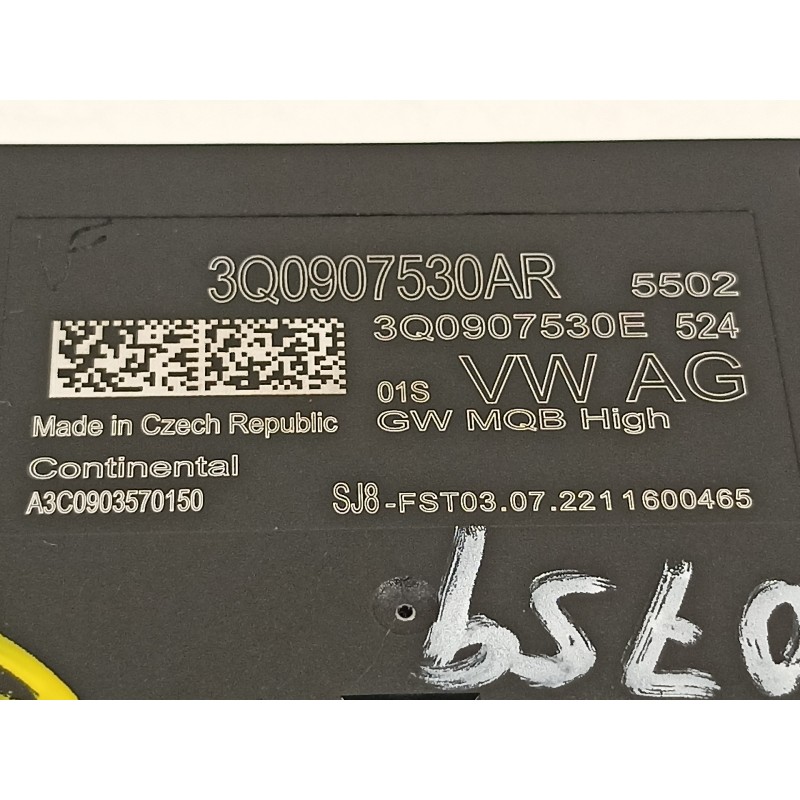 3Q0907530AR 5502
3Q0907530E 524
01S VW AG
GW MQB High
Made in Czech Republic
Continental
A3C0903570150
SJ8-FST03.07.2211600465